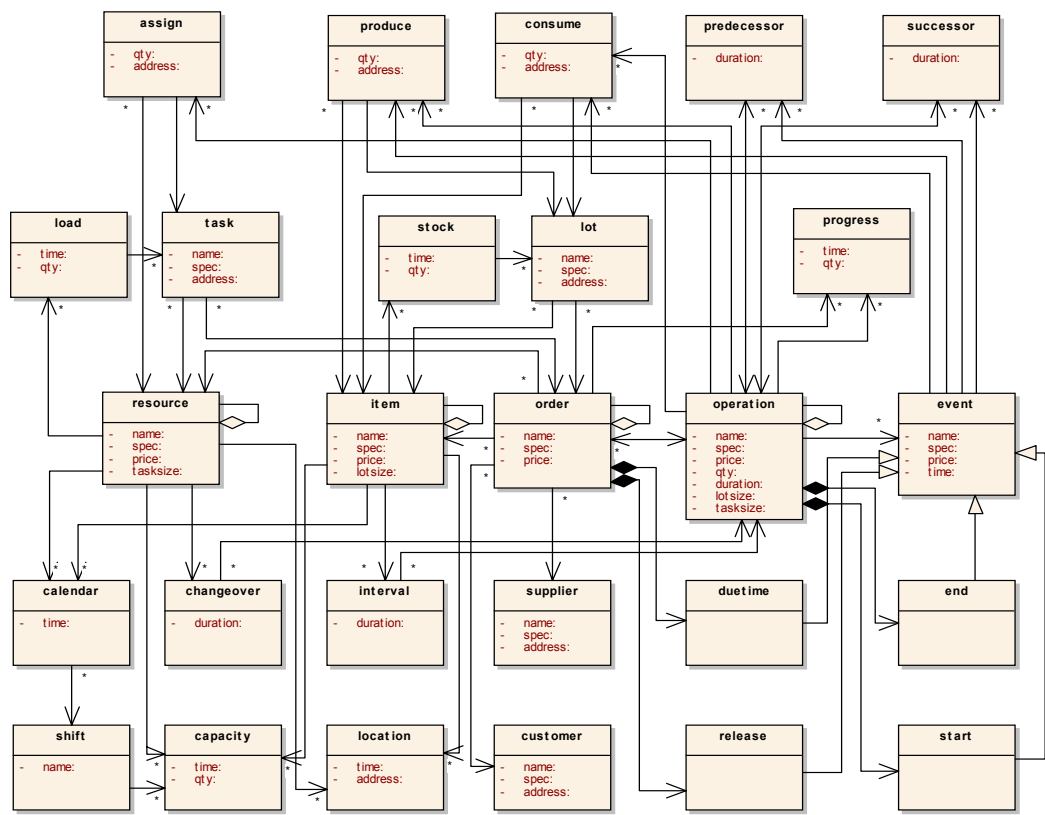 assign
- qty:
- address:
produce
- qty:
- address:
consume
- qty:
- address:
predecessor
- duration:
successor
- duration:
* * * * * * * * * * * *
load
- time:
- qty:
task
- name:
- spec:
- address:
stock
- time:
- qty:
lot
- name:
- spec:
- address:
progress
- time:
- qty:
* * * * * * * * * *
resource
- name:
- spec:
- price:
- tasksize:
item
- name:
- spec:
- price:
- lotsize:
order
- name:
- spec:
- price:
operation
- name:
- spec:
- price:
- qty:
- duration:
- lotsize:
- tasksize:
event
- name:
- spec:
- price:
- time:
* * * * *
* * * * * * *
calendar
- time:
changeover
- duration:
interval
- duration:
supplier
- name:
- spec:
- address:
duetime
end
*
shift
- name:
capacity
- time:
- qty:
location
- time:
- address:
customer
- name:
- spec:
- address:
release
start
* * * * *